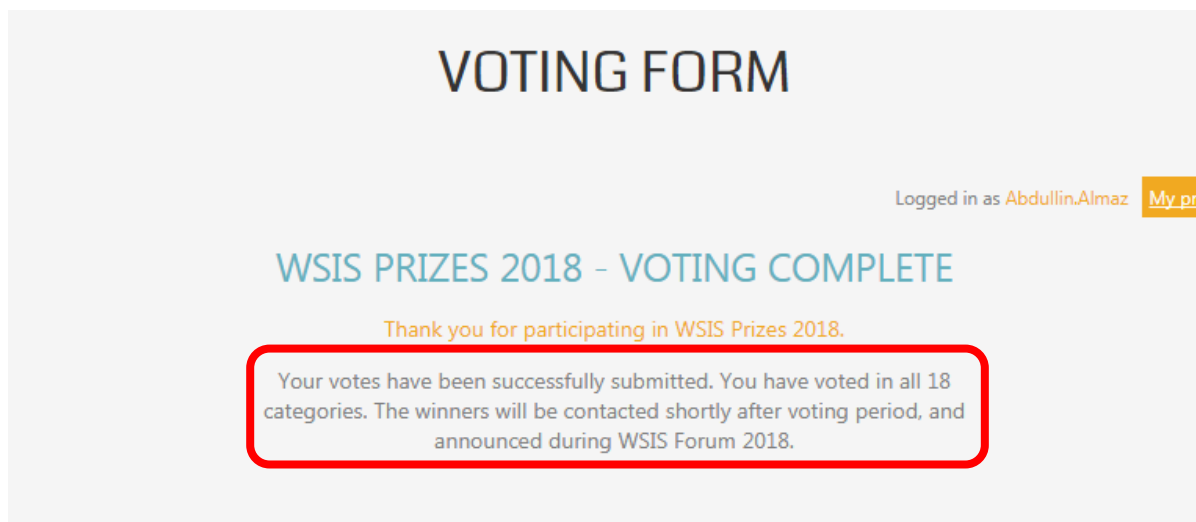 VOTING FORM
Logged in as Abdullin.Almaz My pr
WSIS PRIZES 2018 - VOTING COMPLETE
Thank you for participating in WSIS Prizes 2018.
Your votes have been successfully submitted. You have voted in all 18
categories. The winners will be contacted shortly after voting period, and
announced during WSIS Forum 2018.